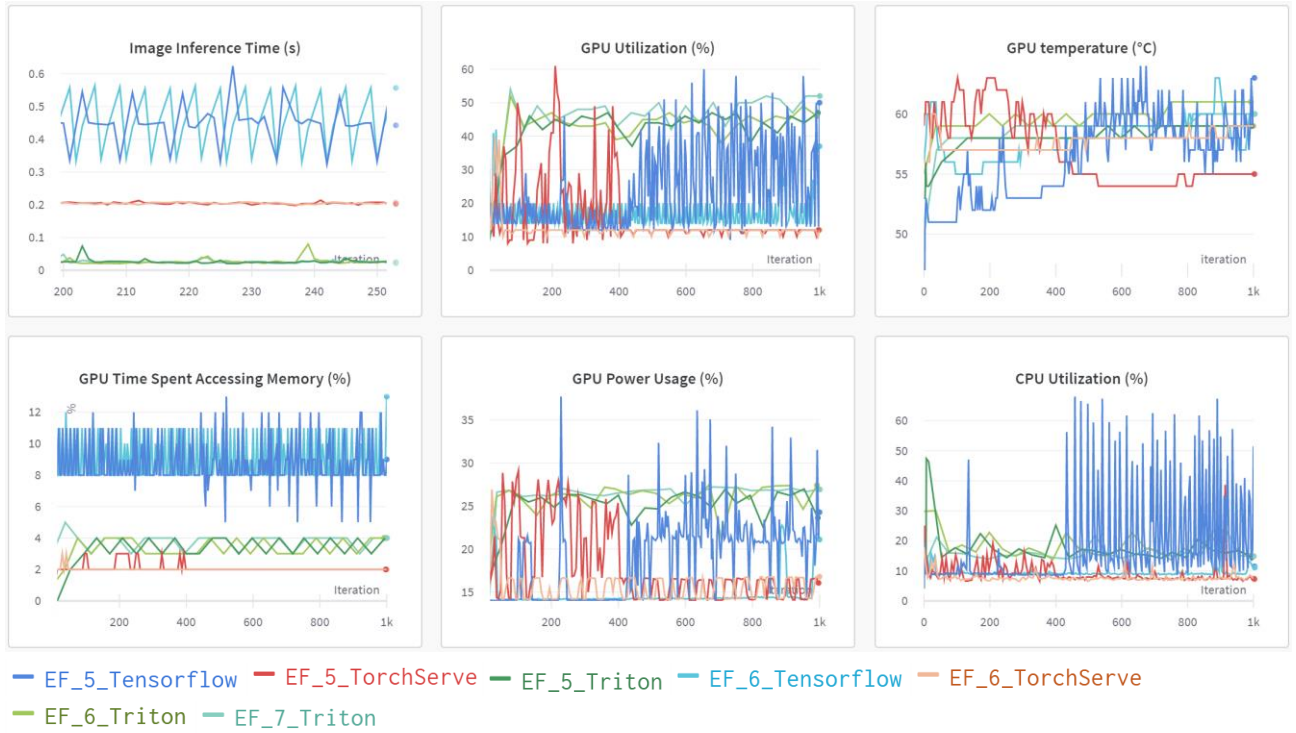 Image Inference Time (s)
0.6
0.5
0.4
0.3
0.2
0.1
0
Iteration
200 210 220 230 240 250
GPU Utilization (%)
60
50
40
30
20
10
0
Iteration
200 400 600 800 1k
GPU temperature (°C)
60
55
50
iteration
0 200 400 600 800 1k
GPU Time Spent Accessing Memory (%)
%
12
10
8
6
4
2
0
Iteration
200 400 600 800 1k
GPU Power Usage (%)
35
30
25
20
15
200 400 600 800 1k
CPU Utilization (%)
60
50
40
30
20
10
0
Iteration
0 200 400 600 800 1k
EF_5_Tensorflow EF_5_TorchServe EF_5_Triton EF_6_Tensorflow EF_6_TorchServe
EF_6_Triton EF_7_Triton